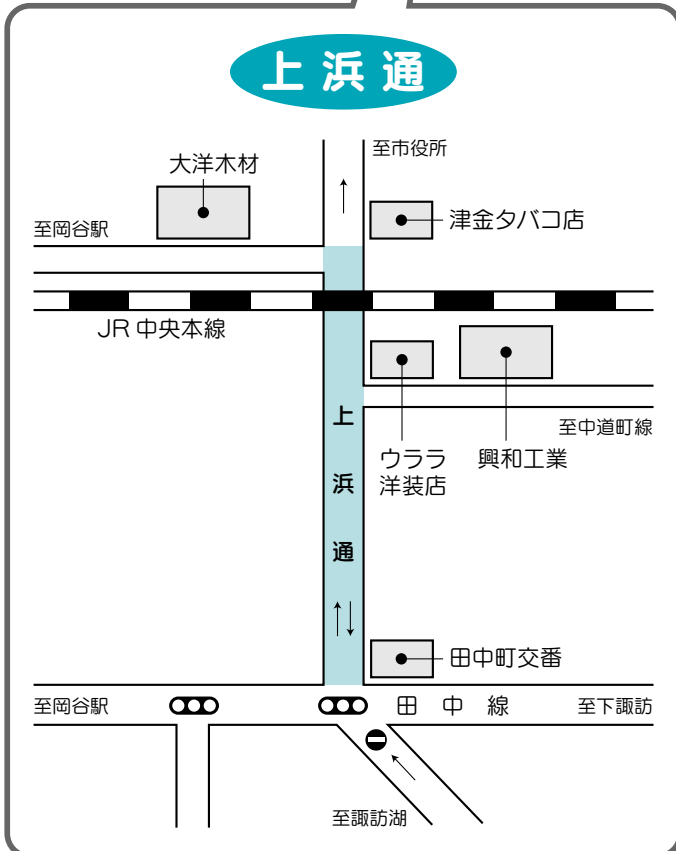 上浜通
至市役所
大洋木材
津金タバコ店
至岡谷駅
JR中央本線
至中道町線
上浜通
ウララ
洋装店
興和工業
田中町交番
至岡谷駅
田中線
至下諏訪
至諏訪湖